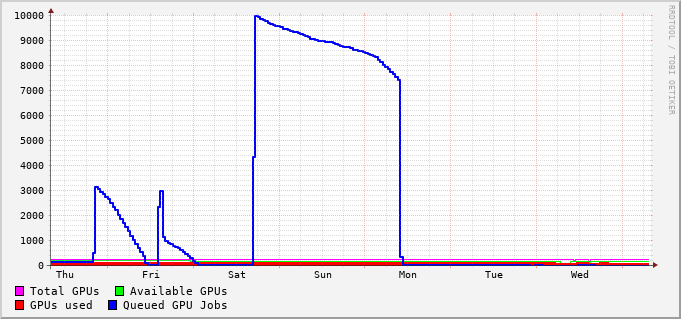 RRDTOOL / TOBI OETIKER
10000
9000
8000
7000
6000
5000
4000
3000
2000
1000
0
Thu Fri Sat Sun Mon Tue Wed
Total GPUs Available GPUs
GPUs used Queued GPU Jobs